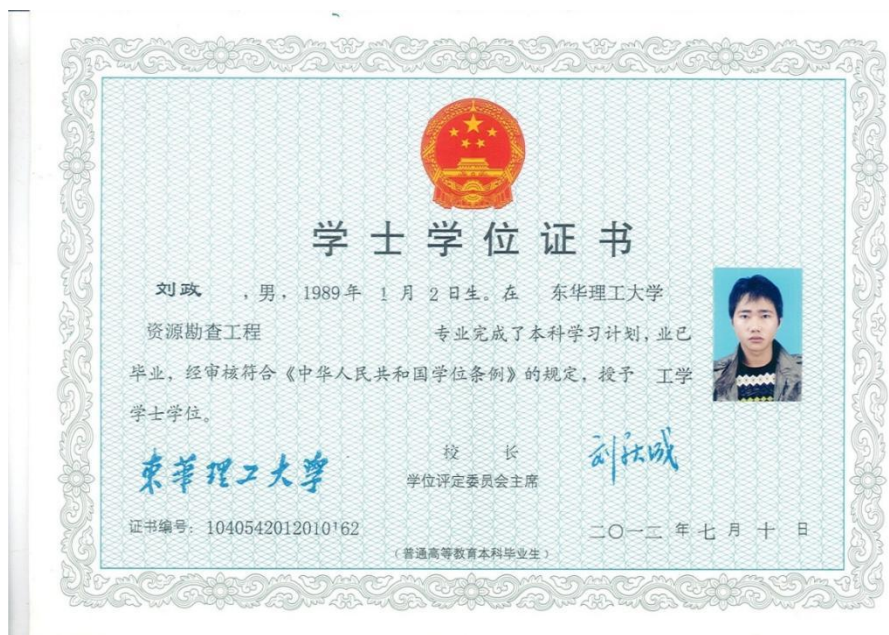 学士学位证书
刘政 ,男, 1989年 1 月 2 日生。在 东华理工大学
资源勘查工程 专业完成了本科学习计划,业已
毕业,经审核符合《中华人民共和国学位条例》的规定,授予 工学
学士学位。
東華理工大學
校 长
学位评定委员会主席
证书编号: 1040542012010162
二〇一二 年 七 月 十 日
(普通高等教育本科毕业生)